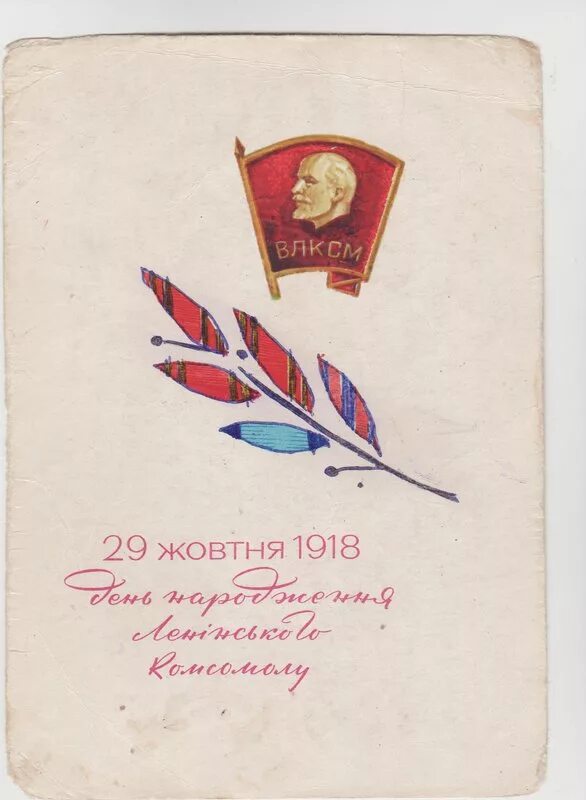 ВЛКСМ
29 ЖОВТНЯ 1918
день народження
Ленінського
Комсомолу